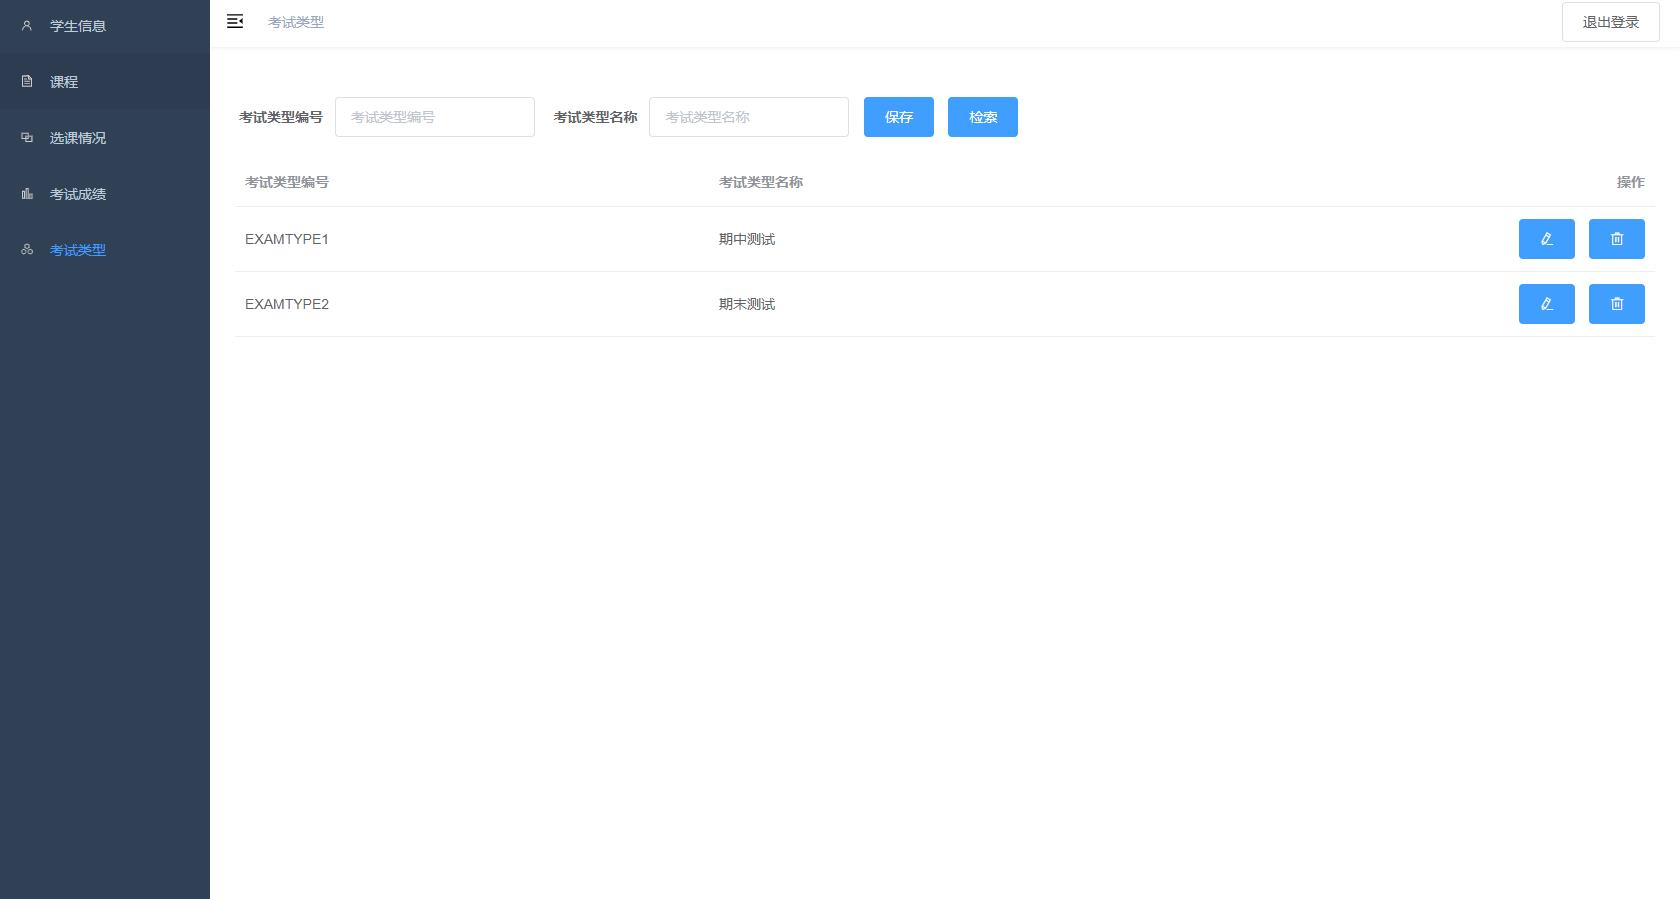 学生信息
课程
选课情况
考试成绩
考试类型
考试类型
退出登录
考试类型编号 考试类型编号 考试类型名称 考试类型名称 保存 检索
考试类型编号 考试类型名称 操作
EXAMTYPE1 期中测试
EXAMTYPE2 期末测试